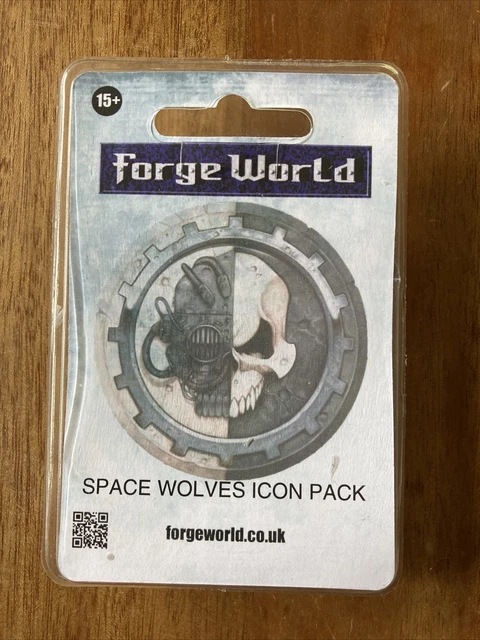 15+
Forge World
SPACE WOLVES ICON PACK
forgeworld.co.uk